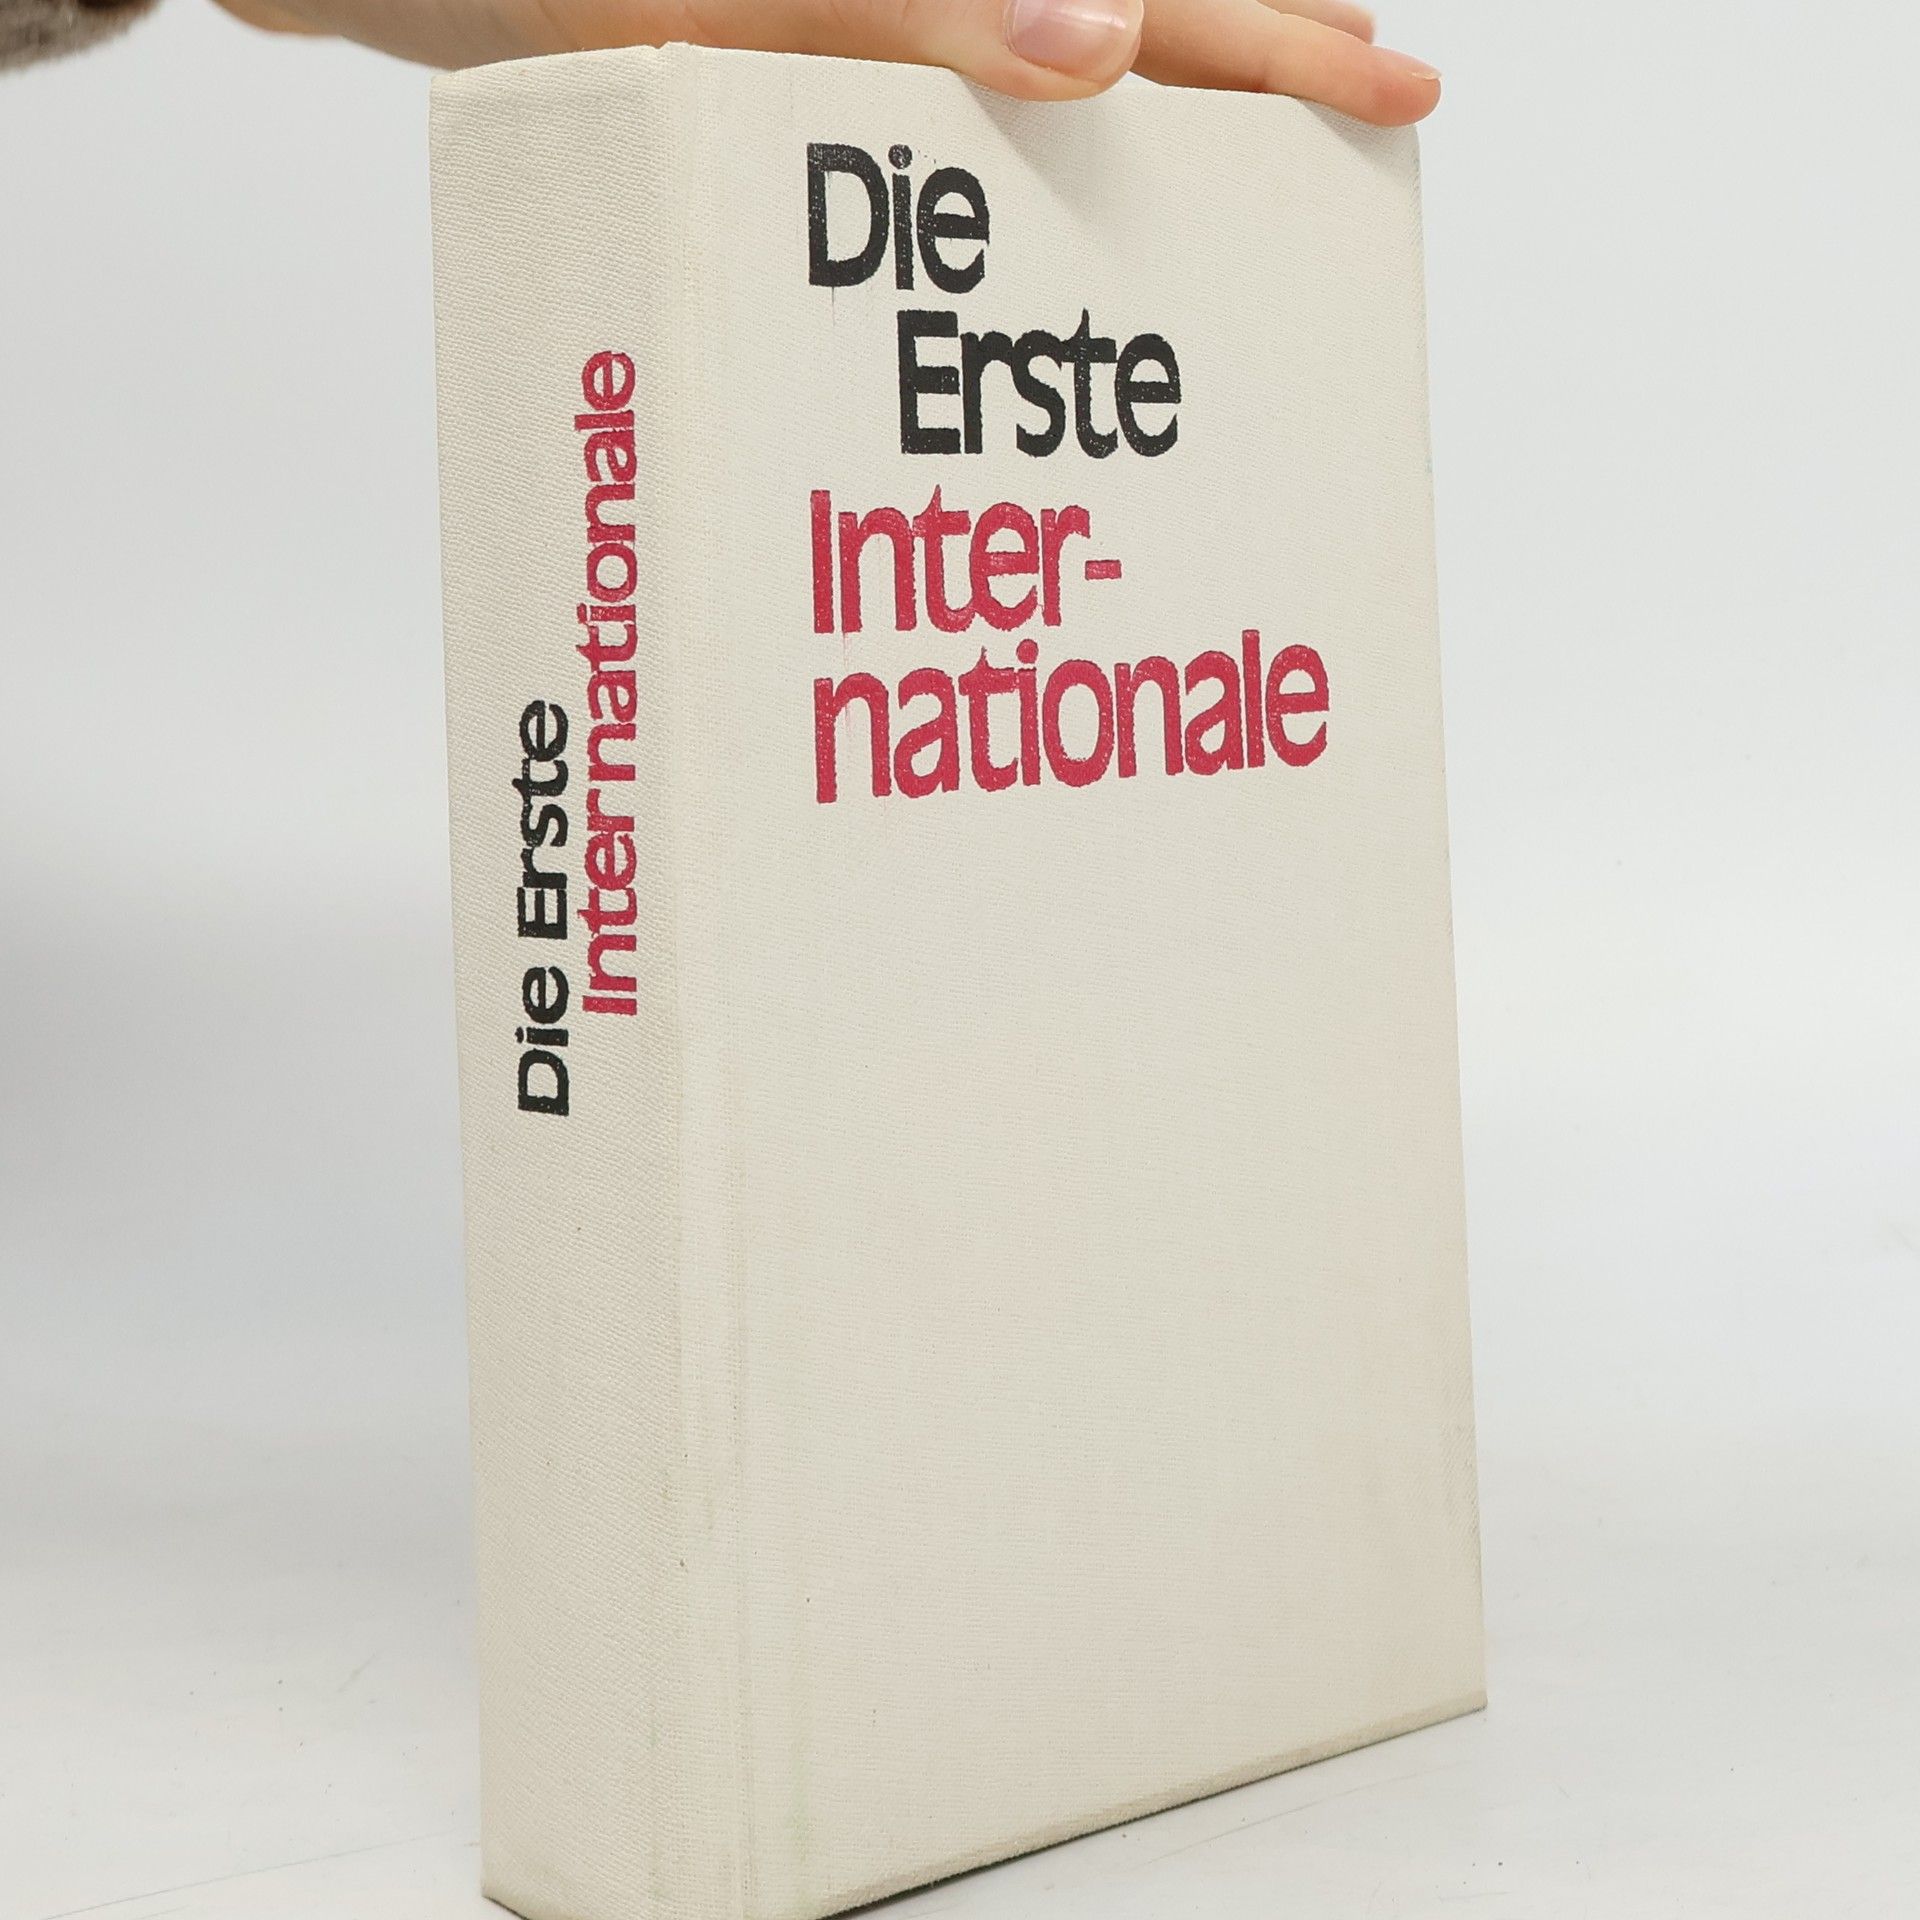 Die
Erste
Inter-
nationale
Die Erste
Internationale